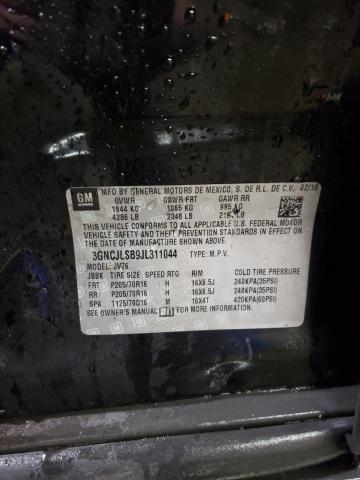 GM
MFD BY GENERAL MOTORS DE MEXICO, S. DE R.L. DE C.V. 02/18
GVWR GAWR FRT GAWR RR
1944 KG 1065 KG 995 KG
4286 LB 2348 LB LB
THIS VEHICLE CONFORMS TO ALL APPLICABLE U.S. FEDERAL MOTOR
VEHICLE SAFETY, BUMPER, AND THEFT PREVENTION STANDARDS IN EFFECT ON
THE DATE OF MANUFACTURE SHOWN ABOVE.
3GNCJLSB9JL311044 TYPE: M.P.V.
MODEL: JV76
JBBK TIRE SIZE SPEED RTG RIM COLD TIRE PRESSURE
FRT P205/70R16 H 16X6.5J 240KPA(35PSI)
RR P205/70R16 H 16X6.5J 240KPA(35PSI)
SPA T125/70D16 M 16X4T 420KPA(60PSI)
SEE OWNER'S MANUAL FOR MORE INFORMATION.